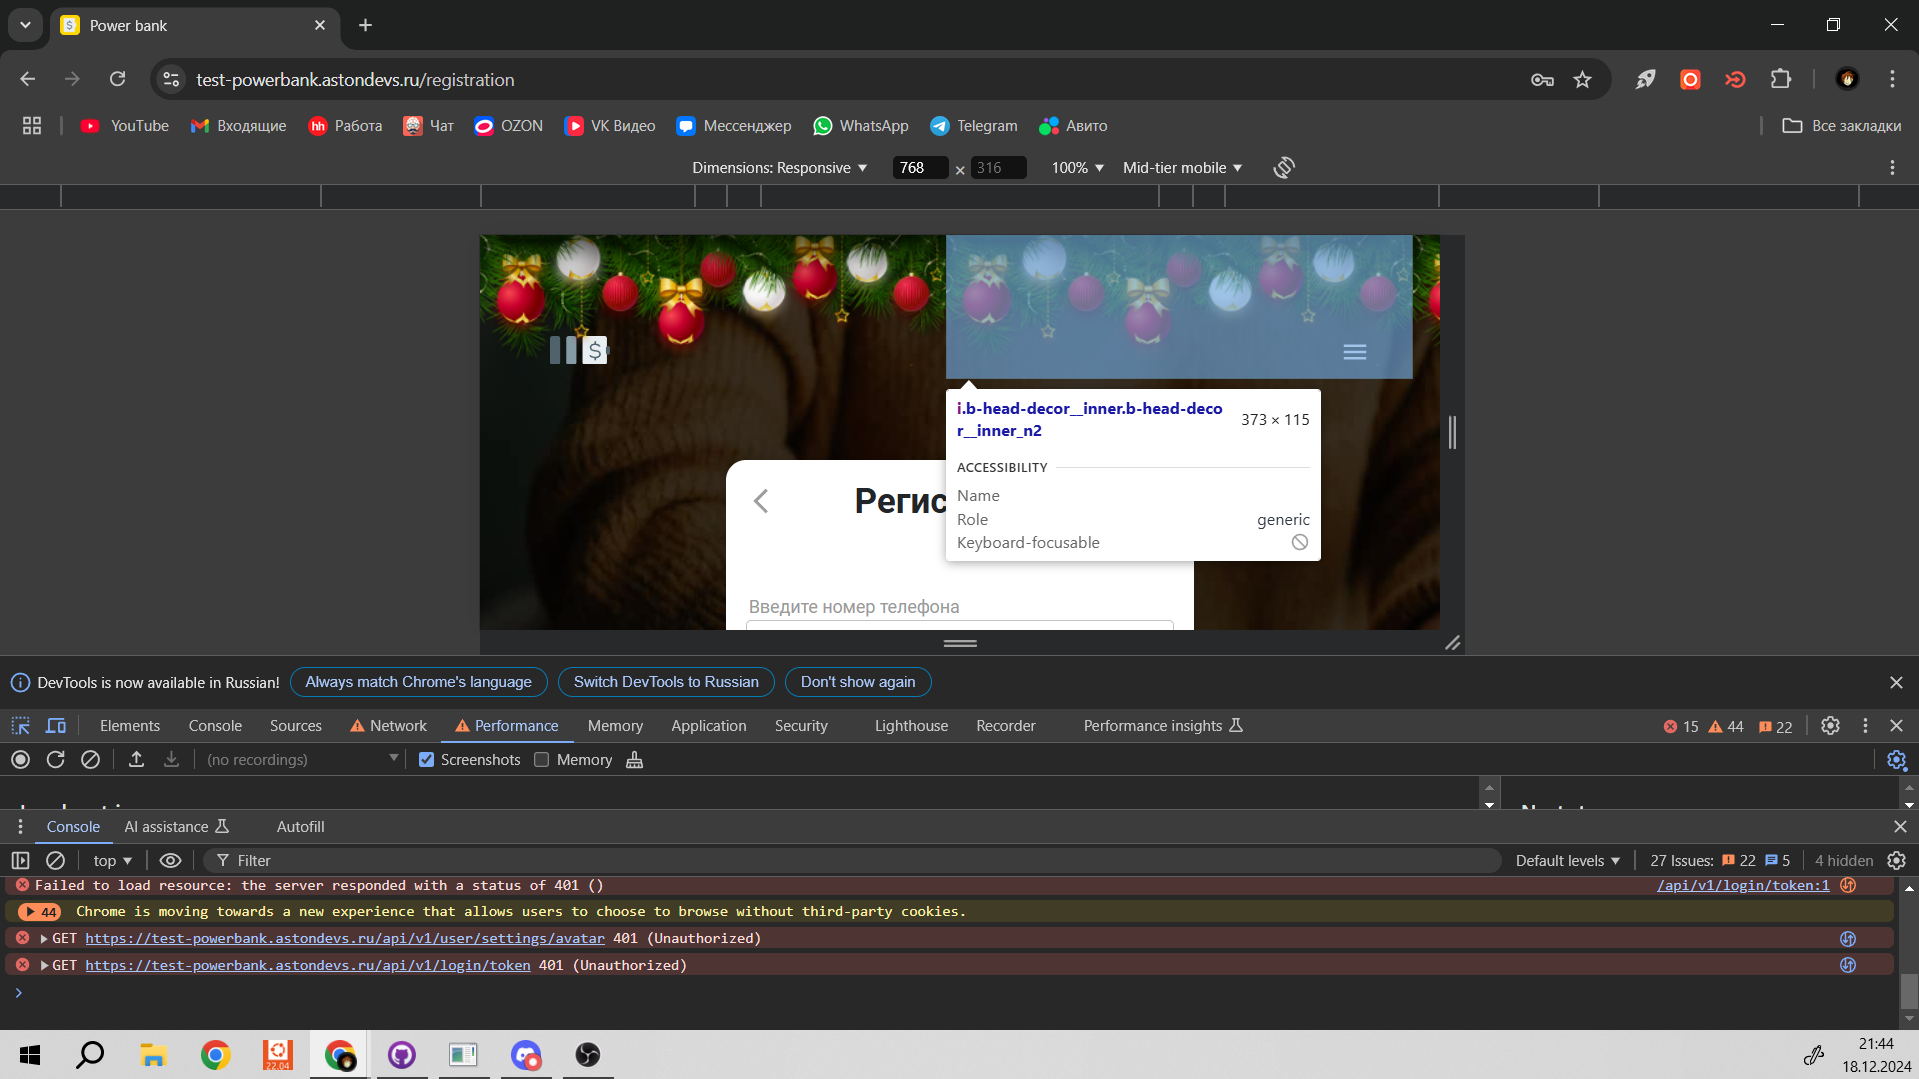 Power bank
test-powerbank.astondevs.ru/registration
YouTube
Входящие
hh Работа
Чат
OZON
VK Видео
Мессенджер
WhatsApp
Telegram
Авито
Все закладки
Dimensions: Responsive 768 × 316 100% Mid-tier mobile
$
i.b-head-decor__inner.b-head-deco
r__inner_n2
373 × 115
ACCESSIBILITY
Name
Role generic
Keyboard-focusable
Регис
Введите номер телефона
DevTools is now available in Russian! Always match Chrome's language Switch DevTools to Russian Don't show again
Elements Console Sources Network Performance Memory Application Security Lighthouse Recorder Performance insights 15 44 22
(no recordings) Screenshots Memory
Console AI assistance Autofill
top Filter Default levels 27 Issues: 22 5 4 hidden
Failed to load resource: the server responded with a status of 401 () /api/v1/login/token:1
44 Chrome is moving towards a new experience that allows users to choose to browse without third-party cookies.
GET https://test-powerbank.astondevs.ru/api/v1/user/settings/avatar 401 (Unauthorized)
GET https://test-powerbank.astondevs.ru/api/v1/login/token 401 (Unauthorized)
22.04
21:44
18.12.2024